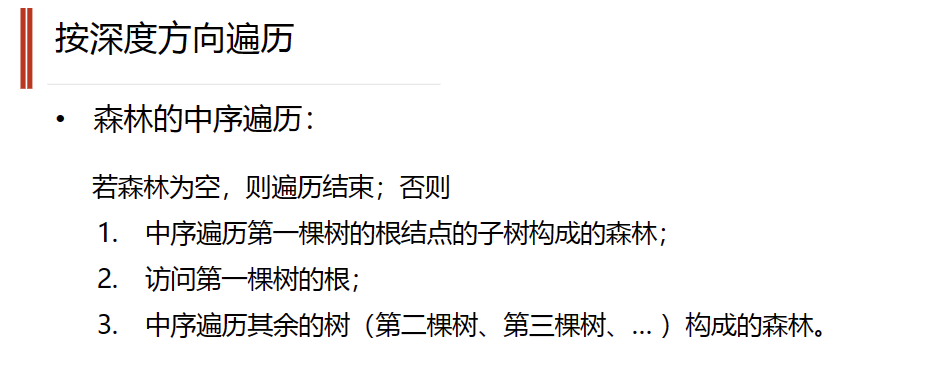 按深度方向遍历
• 森林的中序遍历：
若森林为空，则遍历结束；否则
1. 中序遍历第一棵树的根结点的子树构成的森林；
2. 访问第一棵树的根；
3. 中序遍历其余的树（第二棵树、第三棵树、… ）构成的森林。